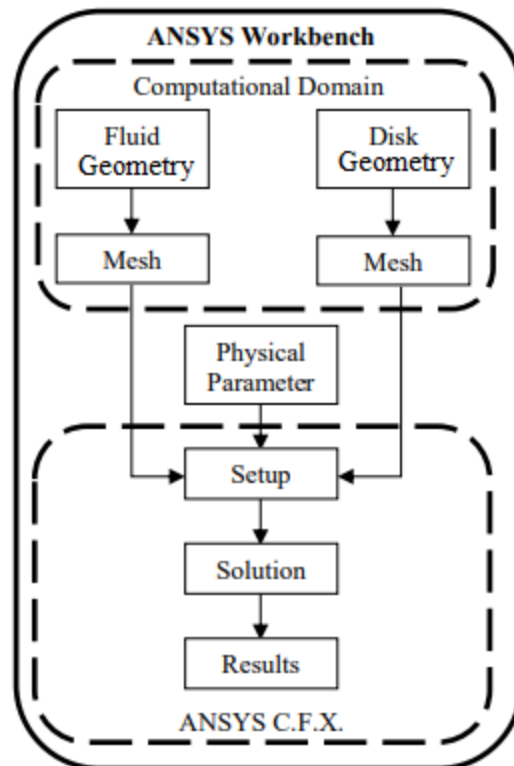 ANSYS Workbench
Computational Domain
Fluid
Geometry
Disk
Geometry
Mesh
Mesh
Physical
Parameter
Setup
Solution
Results
ANSYS C.F.X.